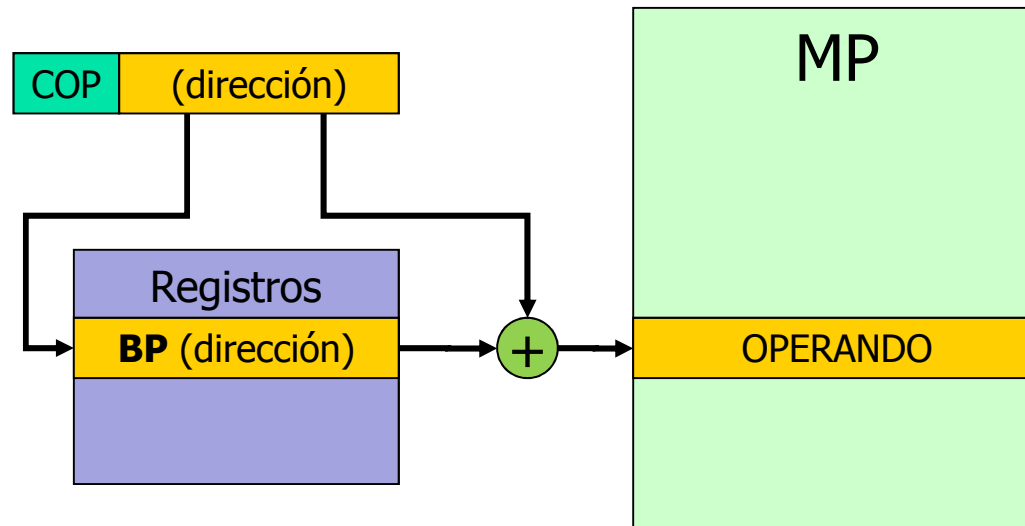 MP
COP (dirección)
Registros
BP (dirección)
+
OPERANDO